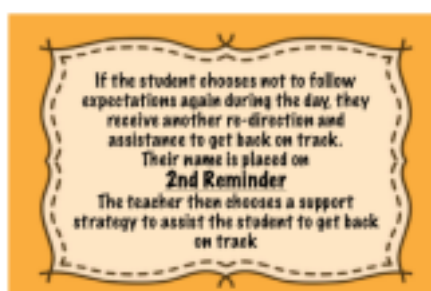 If the student chooses not to follow
expectations again during the day, they
receive another re-direction and
assistance to get back on track.
Their name is placed on
2nd Reminder
The teacher then chooses a support
strategy to assist the student to get back
on track